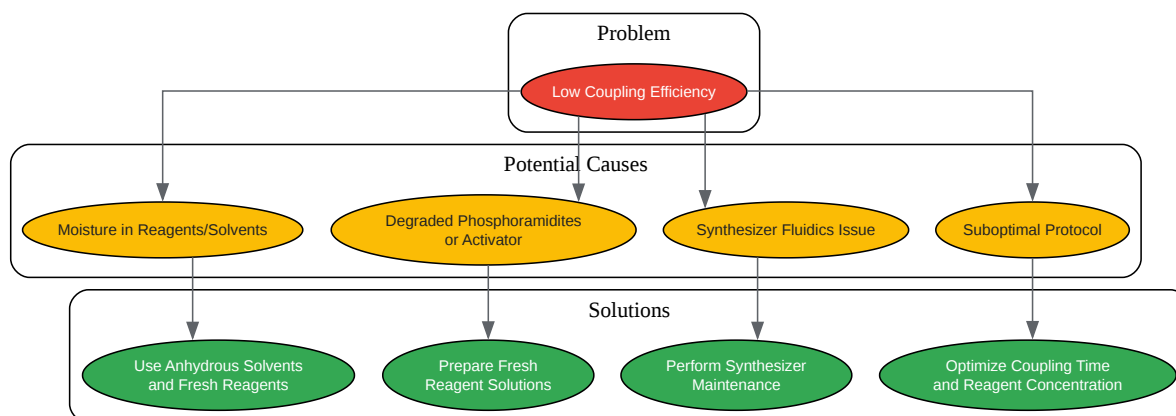 Problem
Low Coupling Efficiency
Potential Causes
Moisture in Reagents/Solvents
Degraded Phosphoramidites
or Activator
Synthesizer Fluidics Issue
Suboptimal Protocol
Solutions
Use Anhydrous Solvents
and Fresh Reagents
Prepare Fresh
Reagent Solutions
Perform Synthesizer
Maintenance
Optimize Coupling Time
and Reagent Concentration